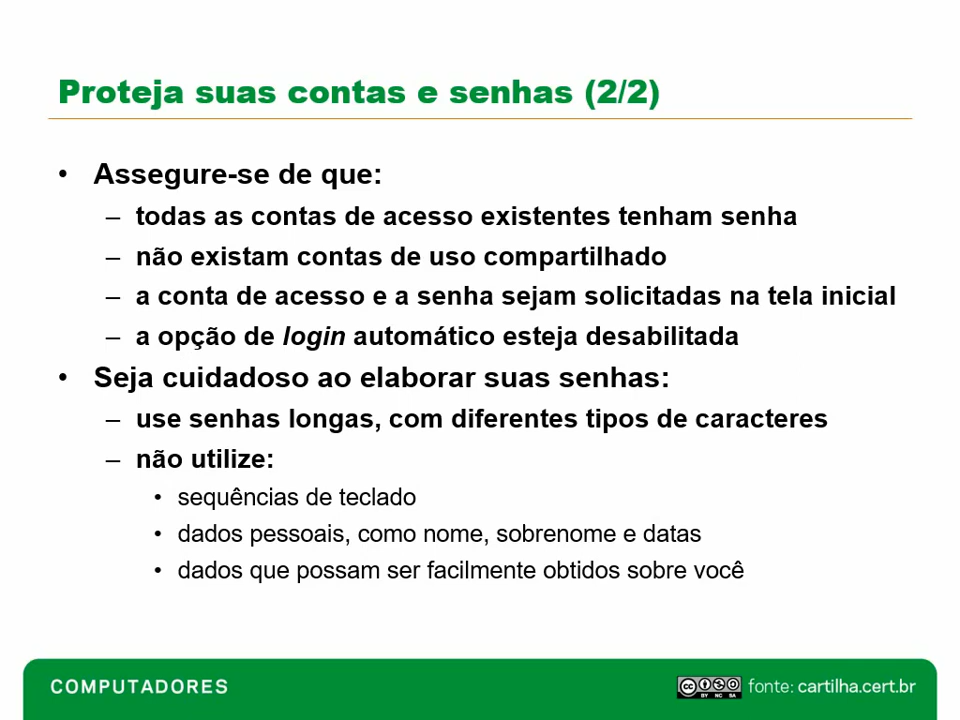 Proteja suas contas e senhas (2/2)
• Assegure-se de que:
– todas as contas de acesso existentes tenham senha
– não existam contas de uso compartilhado
– a conta de acesso e a senha sejam solicitadas na tela inicial
– a opção de login automático esteja desabilitada
• Seja cuidadoso ao elaborar suas senhas:
– use senhas longas, com diferentes tipos de caracteres
– não utilize:
• sequências de teclado
• dados pessoais, como nome, sobrenome e datas
• dados que possam ser facilmente obtidos sobre você
COMPUTADORES
cc BY NC SA fonte: cartilha.cert.br